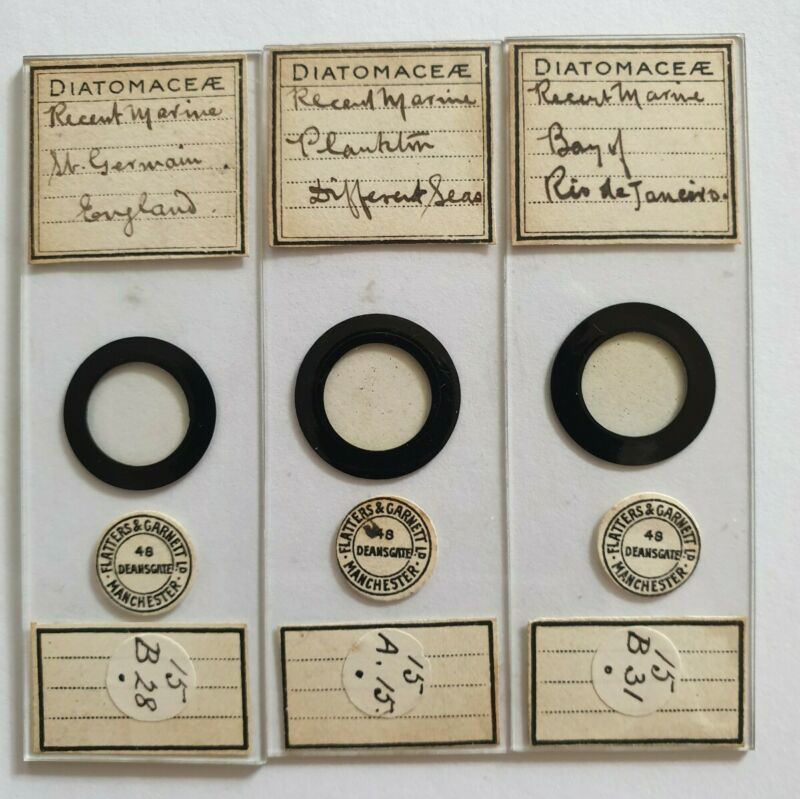 DIATOMACEÆ
Recent Marine
St. Germain.
England.
FLATTERS & GARNETT LD
48
DEANSGATE
· MANCHESTER ·
15
B 28
DIATOMACEÆ
Recent Marine
Plankton
Different Seas
FLATTERS & GARNETT LD
48
DEANSGATE
· MANCHESTER ·
15
A. 15.
DIATOMACEÆ
Recent Marine
Bay of
Rio de Janeiro.
FLATTERS & GARNETT LD
48
DEANSGATE
· MANCHESTER ·
15
B 31